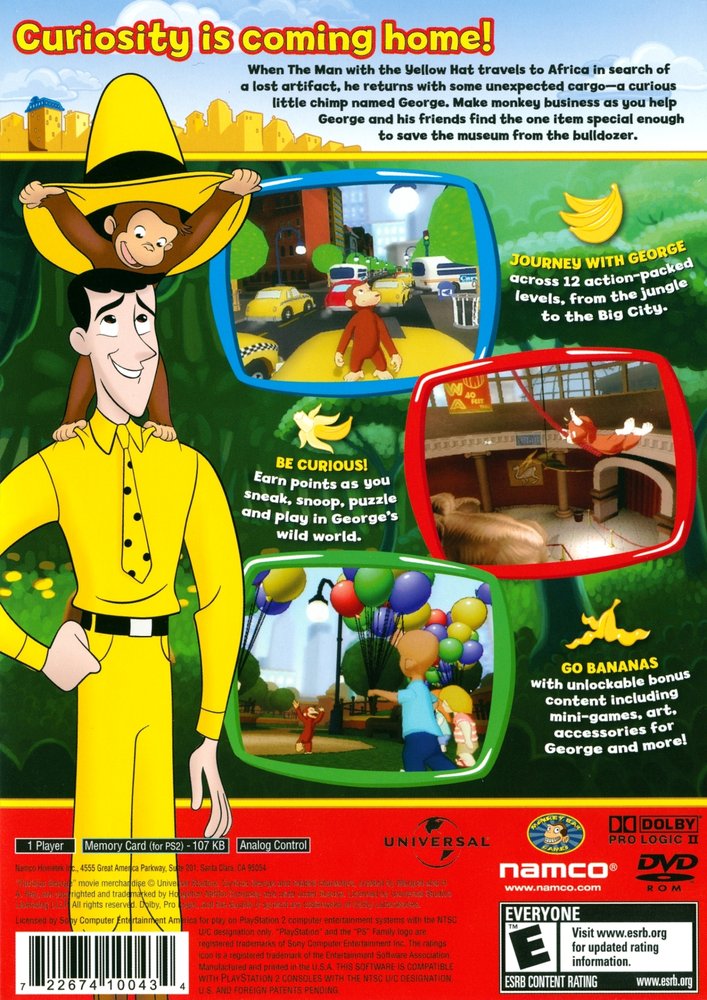 Curiosity is coming home!
When The Man with the Yellow Hat travels to Africa in search of
a lost artifact, he returns with some unexpected cargo—a curious
little chimp named George. Make monkey business as you help
George and his friends find the one item special enough
to save the museum from the bulldozer.
JOURNEY WITH GEORGE
across 12 action-packed
levels, from the jungle
to the Big City.
BE CURIOUS!
Earn points as you
sneak, snoop, puzzle
and play in George's
wild world.
GO BANANAS
with unlockable bonus
content including
mini-games, art,
accessories for
George and more!
1 Player
Memory Card (for PS2) - 107 KB
Analog Control
UNIVERSAL
DOLBY
PRO LOGIC II
namco®
www.namco.com
DVD
ROM
Namco Hometek Inc., 4555 Great America Parkway, Suite 201, Santa Clara, CA 95054
Licensed by Sony Computer Entertainment America for play on PlayStation 2 computer entertainment systems with the NTSC
U/C designation only. "PlayStation" and the "PS" Family logo are
registered trademarks of Sony Computer Entertainment Inc. The ratings
icon is a registered trademark of the Entertainment Software Association.
Manufactured and printed in the U.S.A. THIS SOFTWARE IS COMPATIBLE
WITH PLAYSTATION 2 CONSOLES WITH THE NTSC U/C DESIGNATION.
U.S. AND FOREIGN PATENTS PENDING.
EVERYONE
E
Visit www.esrb.org
for updated rating
information.
ESRB CONTENT RATING
www.esrb.org
7 22674 10043 4